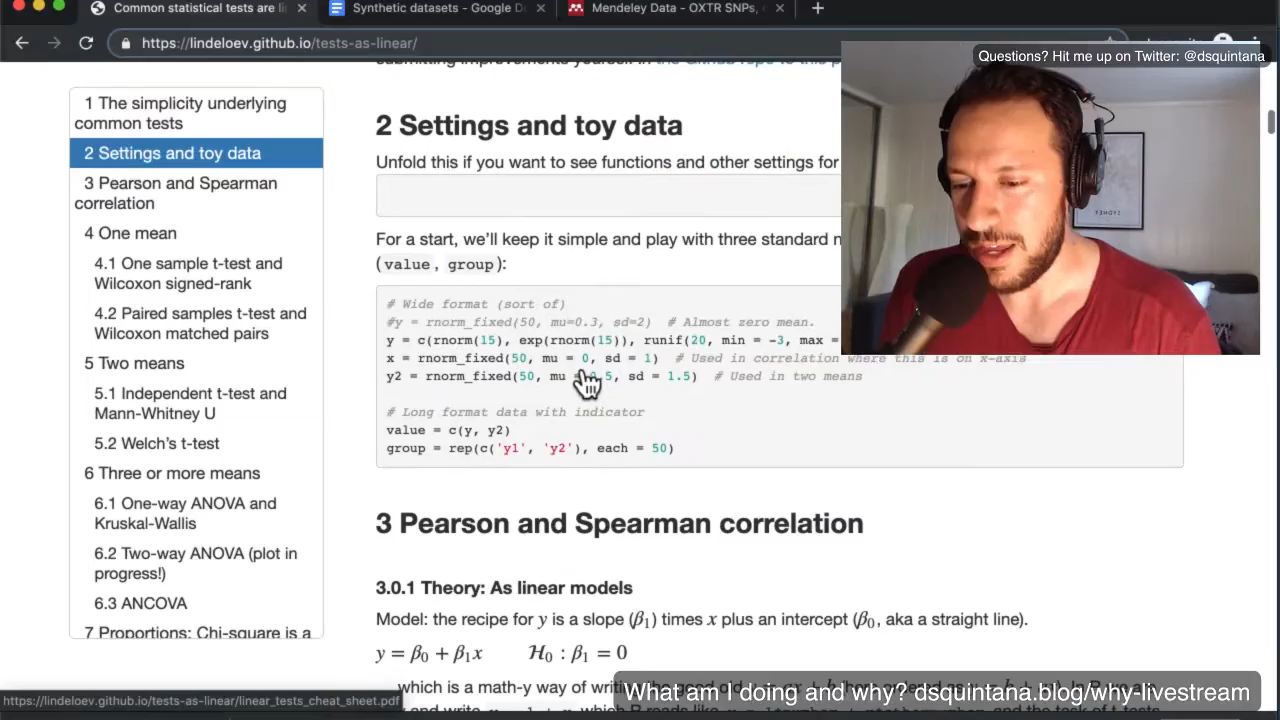 Common statistical tests are li
Synthetic datasets - Google D
Mendeley Data - OXTR SNPs,
https://lindeloev.github.io/tests-as-linear/
Questions? Hit me up on Twitter: @dsquintana
1 The simplicity underlying
common tests
2 Settings and toy data
3 Pearson and Spearman
correlation
4 One mean
4.1 One sample t-test and
Wilcoxon signed-rank
4.2 Paired samples t-test and
Wilcoxon matched pairs
5 Two means
5.1 Independent t-test and
Mann-Whitney U
5.2 Welch's t-test
6 Three or more means
6.1 One-way ANOVA and
Kruskal-Wallis
6.2 Two-way ANOVA (plot in
progress!)
6.3 ANCOVA
7 Proportions: Chi-square is a
submitting improvements yourself in the Github repo to this p
2 Settings and toy data
Unfold this if you want to see functions and other settings for
For a start, we'll keep it simple and play with three standard n
(value, group):
# Wide format (sort of)
#y = rnorm_fixed(50, mu=0.3, sd=2)  # Almost zero mean.
y = c(rnorm(15), exp(rnorm(15)), runif(20, min = -3, max =
x = rnorm_fixed(50, mu = 0, sd = 1)  # Used in correlation where this is on x-axis
y2 = rnorm_fixed(50, mu = .5, sd = 1.5)  # Used in two means
# Long format data with indicator
value = c(y, y2)
group = rep(c('y1', 'y2'), each = 50)
3 Pearson and Spearman correlation
3.0.1 Theory: As linear models
Model: the recipe for y is a slope (β₁) times x plus an intercept (β₀, aka a straight line).
y = β₀ + β₁x  ℋ₀ : β₁ = 0
which is a math-y way of
https://lindeloev.github.io/tests-as-linear/linear_tests_cheat_sheet.pdf
What am I doing and why? dsquintana.blog/why-livestream